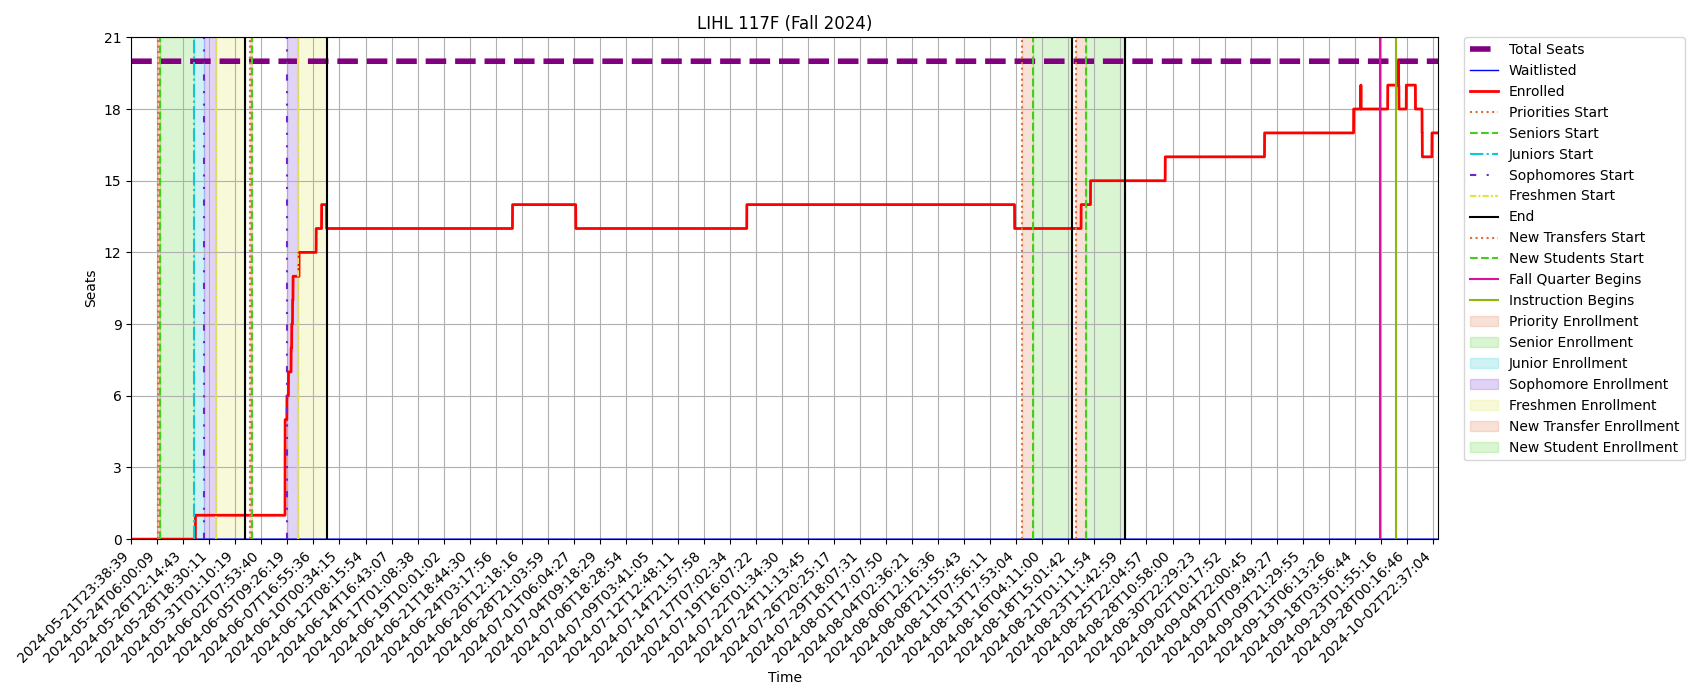 LIHL 117F (Fall 2024)
21
18
15
12
9
6
3
0
Seats
2024-05-21T23:38:39
2024-05-24T06:00:09
2024-05-26T12:14:43
2024-05-28T18:30:11
2024-05-31T01:10:19
2024-06-02T07:53:40
2024-06-05T09:26:19
2024-06-07T16:55:36
2024-06-10T00:34:15
2024-06-12T08:15:54
2024-06-14T16:43:07
2024-06-17T01:08:38
2024-06-19T10:01:02
2024-06-21T18:44:30
2024-06-24T03:17:56
2024-06-26T12:18:16
2024-06-28T21:03:59
2024-07-01T06:04:27
2024-07-04T09:18:29
2024-07-06T18:28:54
2024-07-09T03:41:05
2024-07-12T12:48:11
2024-07-14T21:57:58
2024-07-17T07:02:34
2024-07-19T16:07:22
2024-07-22T01:34:30
2024-07-24T11:13:45
2024-07-26T20:25:17
2024-07-29T18:07:31
2024-08-01T17:07:50
2024-08-04T02:36:21
2024-08-06T12:16:36
2024-08-08T21:55:43
2024-08-11T07:56:11
2024-08-13T17:53:04
2024-08-16T04:11:00
2024-08-18T15:01:42
2024-08-21T01:11:54
2024-08-23T11:42:59
2024-08-25T22:04:57
2024-08-28T10:58:00
2024-08-30T22:29:23
2024-09-02T10:17:52
2024-09-04T22:00:45
2024-09-07T09:49:27
2024-09-09T21:29:55
2024-09-13T06:13:26
2024-09-18T03:56:44
2024-09-23T01:55:16
2024-09-28T00:16:46
2024-10-02T22:37:04
Time
Total Seats
Waitlisted
Enrolled
Priorities Start
Seniors Start
Juniors Start
Sophomores Start
Freshmen Start
End
New Transfers Start
New Students Start
Fall Quarter Begins
Instruction Begins
Priority Enrollment
Senior Enrollment
Junior Enrollment
Sophomore Enrollment
Freshmen Enrollment
New Transfer Enrollment
New Student Enrollment